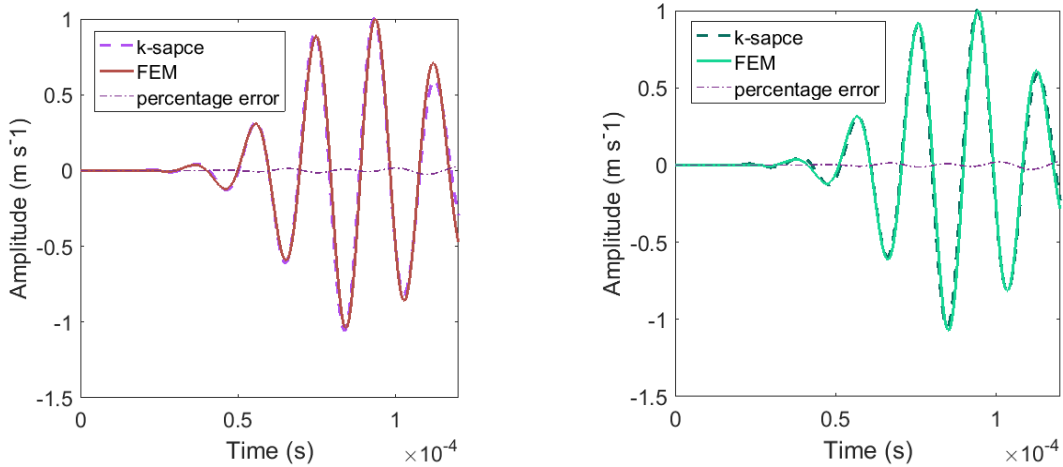 1
k-sapce
FEM
percentage error
0.5
0
-0.5
-1
-1.5
Amplitude (m s-1)
0
0.5
1
Time (s)
×10-4
1
k-sapce
FEM
percentage error
0.5
0
-0.5
-1
-1.5
Amplitude (m s-1)
0
0.5
1
Time (s)
×10-4